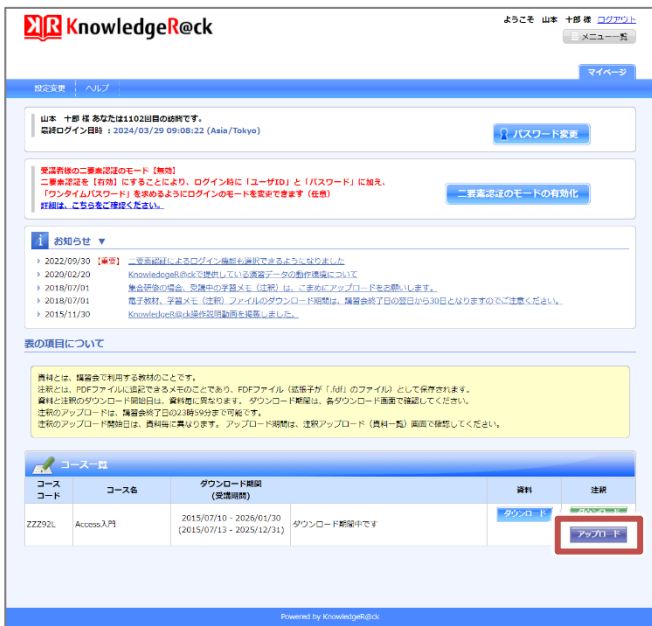 KnowledgeR@ck
ようこそ 山本 十郎 様 ログアウト
メニュー一覧
マイページ
設定変更 ヘルプ
山本 十郎 様 あなたは1102回目の訪問です。
最終ログイン日時 ：2024/03/29 09:08:22 (Asia/Tokyo)
パスワード変更
受講者様の二要素認証のモード【無効】
二要素認証を【有効】にすることにより、ログイン時に「ユーザID」と「パスワード」に加え、
「ワンタイムパスワード」を求めるようにログインのモードを変更できます（任意）
詳細は、こちらをご確認ください。
二要素認証のモードの有効化
お知らせ ▼
2022/09/30 【重要】 二要素認証によるログイン機能も選択できるようになりました
2020/02/20 KnowledgeR@ckで提供している演習データの動作環境について
2018/07/01 集合研修の場合、受講中の学習メモ（注釈）は、こまめにアップロードをお願いします。
2018/07/01 電子教材、学習メモ（注釈）ファイルのダウンロード期間は、講習会終了日の翌日から30日となりますのでご注意ください。
2015/11/30 KnowledgeR@ck操作説明動画を掲載しました。
表の項目について
資料とは、講習会で利用する教材のことです。
注釈とは、PDFファイルに追記できるメモのことであり、FDFファイル（拡張子が「.fdf」のファイル）として保存されます。
資料と注釈のダウンロード開始日は、資料毎に異なります。 ダウンロード期間は、各ダウンロード画面で確認してください。
注釈のアップロードは、講習会終了日の23時59分まで可能です。
注釈のアップロード開始日は、資料毎に異なります。 アップロード期間は、注釈アップロード（資料一覧）画面で確認してください。
コース一覧
コース
コード
コース名
ダウンロード期間
(受講期間)
資料
注釈
ZZZ92L
Access入門
2015/07/10 - 2026/01/30
(2015/07/13 - 2025/12/31)
ダウンロード期間中です
ダウンロード
ダウンロード
アップロード
Powered by KnowledgeR@ck